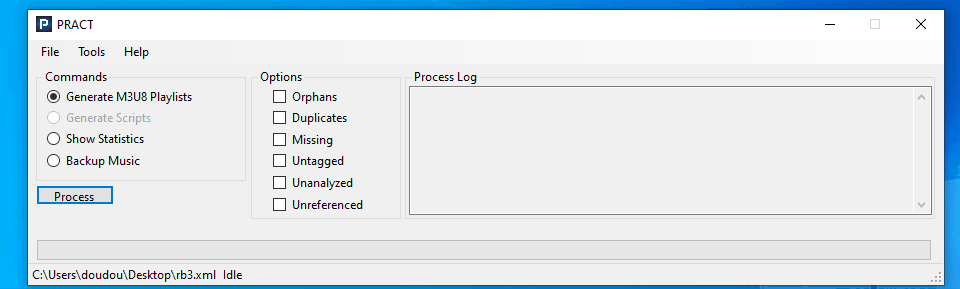 PRACT
File Tools Help
Commands
Generate M3U8 Playlists
Generate Scripts
Show Statistics
Backup Music
Process
Options
Orphans
Duplicates
Missing
Untagged
Unanalyzed
Unreferenced
Process Log
C:\Users\doudou\Desktop\rb3.xml Idle